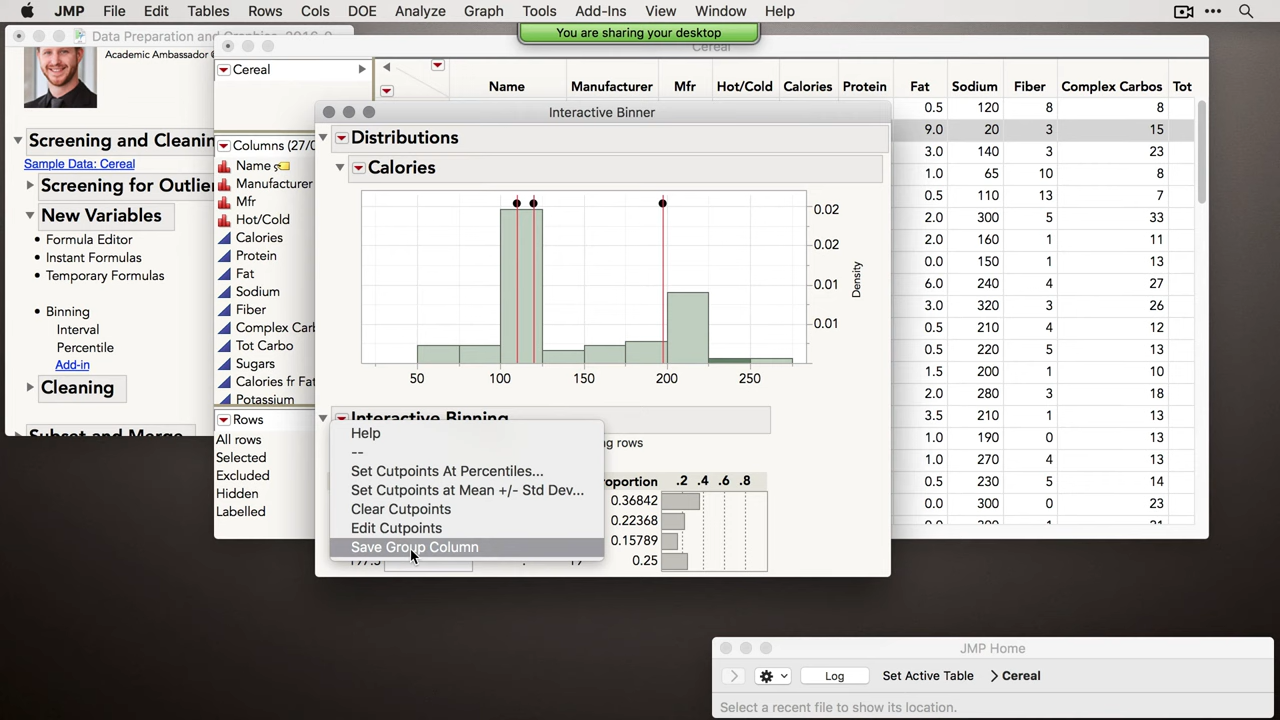 JMP File Edit Tables Rows Cols DOE Analyze Graph Tools Add-Ins View Window Help
You are sharing your desktop
Data Preparation and Graphics
Academic Ambassador
Screening and Cleanin
Sample Data: Cereal
Screening for Outlier
New Variables
Formula Editor
Instant Formulas
Temporary Formulas
Binning
Interval
Percentile
Add-in
Cleaning
Subset and Merge
Cereal
Cereal
Columns (27/0
Name
Manufacturer
Mfr
Hot/Cold
Calories
Protein
Fat
Sodium
Fiber
Complex Carb
Tot Carbo
Sugars
Calories fr Fat
Potassium
Rows
All rows
Selected
Excluded
Hidden
Labelled
Name Manufacturer Mfr Hot/Cold Calories Protein Fat Sodium Fiber Complex Carbos Tot
0.5 120 8 8
9.0 20 3 15
3.0 140 3 23
1.0 65 10 8
0.5 110 13 7
2.0 300 5 33
2.0 160 1 11
0.0 150 1 13
6.0 240 4 27
3.0 320 3 26
0.5 210 4 12
0.5 220 5 13
1.5 200 1 10
2.0 280 3 18
3.5 210 1 13
1.0 190 0 13
1.0 270 4 13
0.5 230 5 13
0.0 300 0 23
Interactive Binner
Distributions
Calories
0.02
0.02
0.01
0.01
Density
50 100 150 200 250
Interactive Binning
ng rows
Help
--
Set Cutpoints At Percentiles...
Set Cutpoints at Mean +/- Std Dev...
Clear Cutpoints
Edit Cutpoints
Save Group Column
oportion .2 .4 .6 .8
0.36842
0.22368
0.15789
197.5 19 0.25
JMP Home
Log Set Active Table Cereal
Select a recent file to show its location.